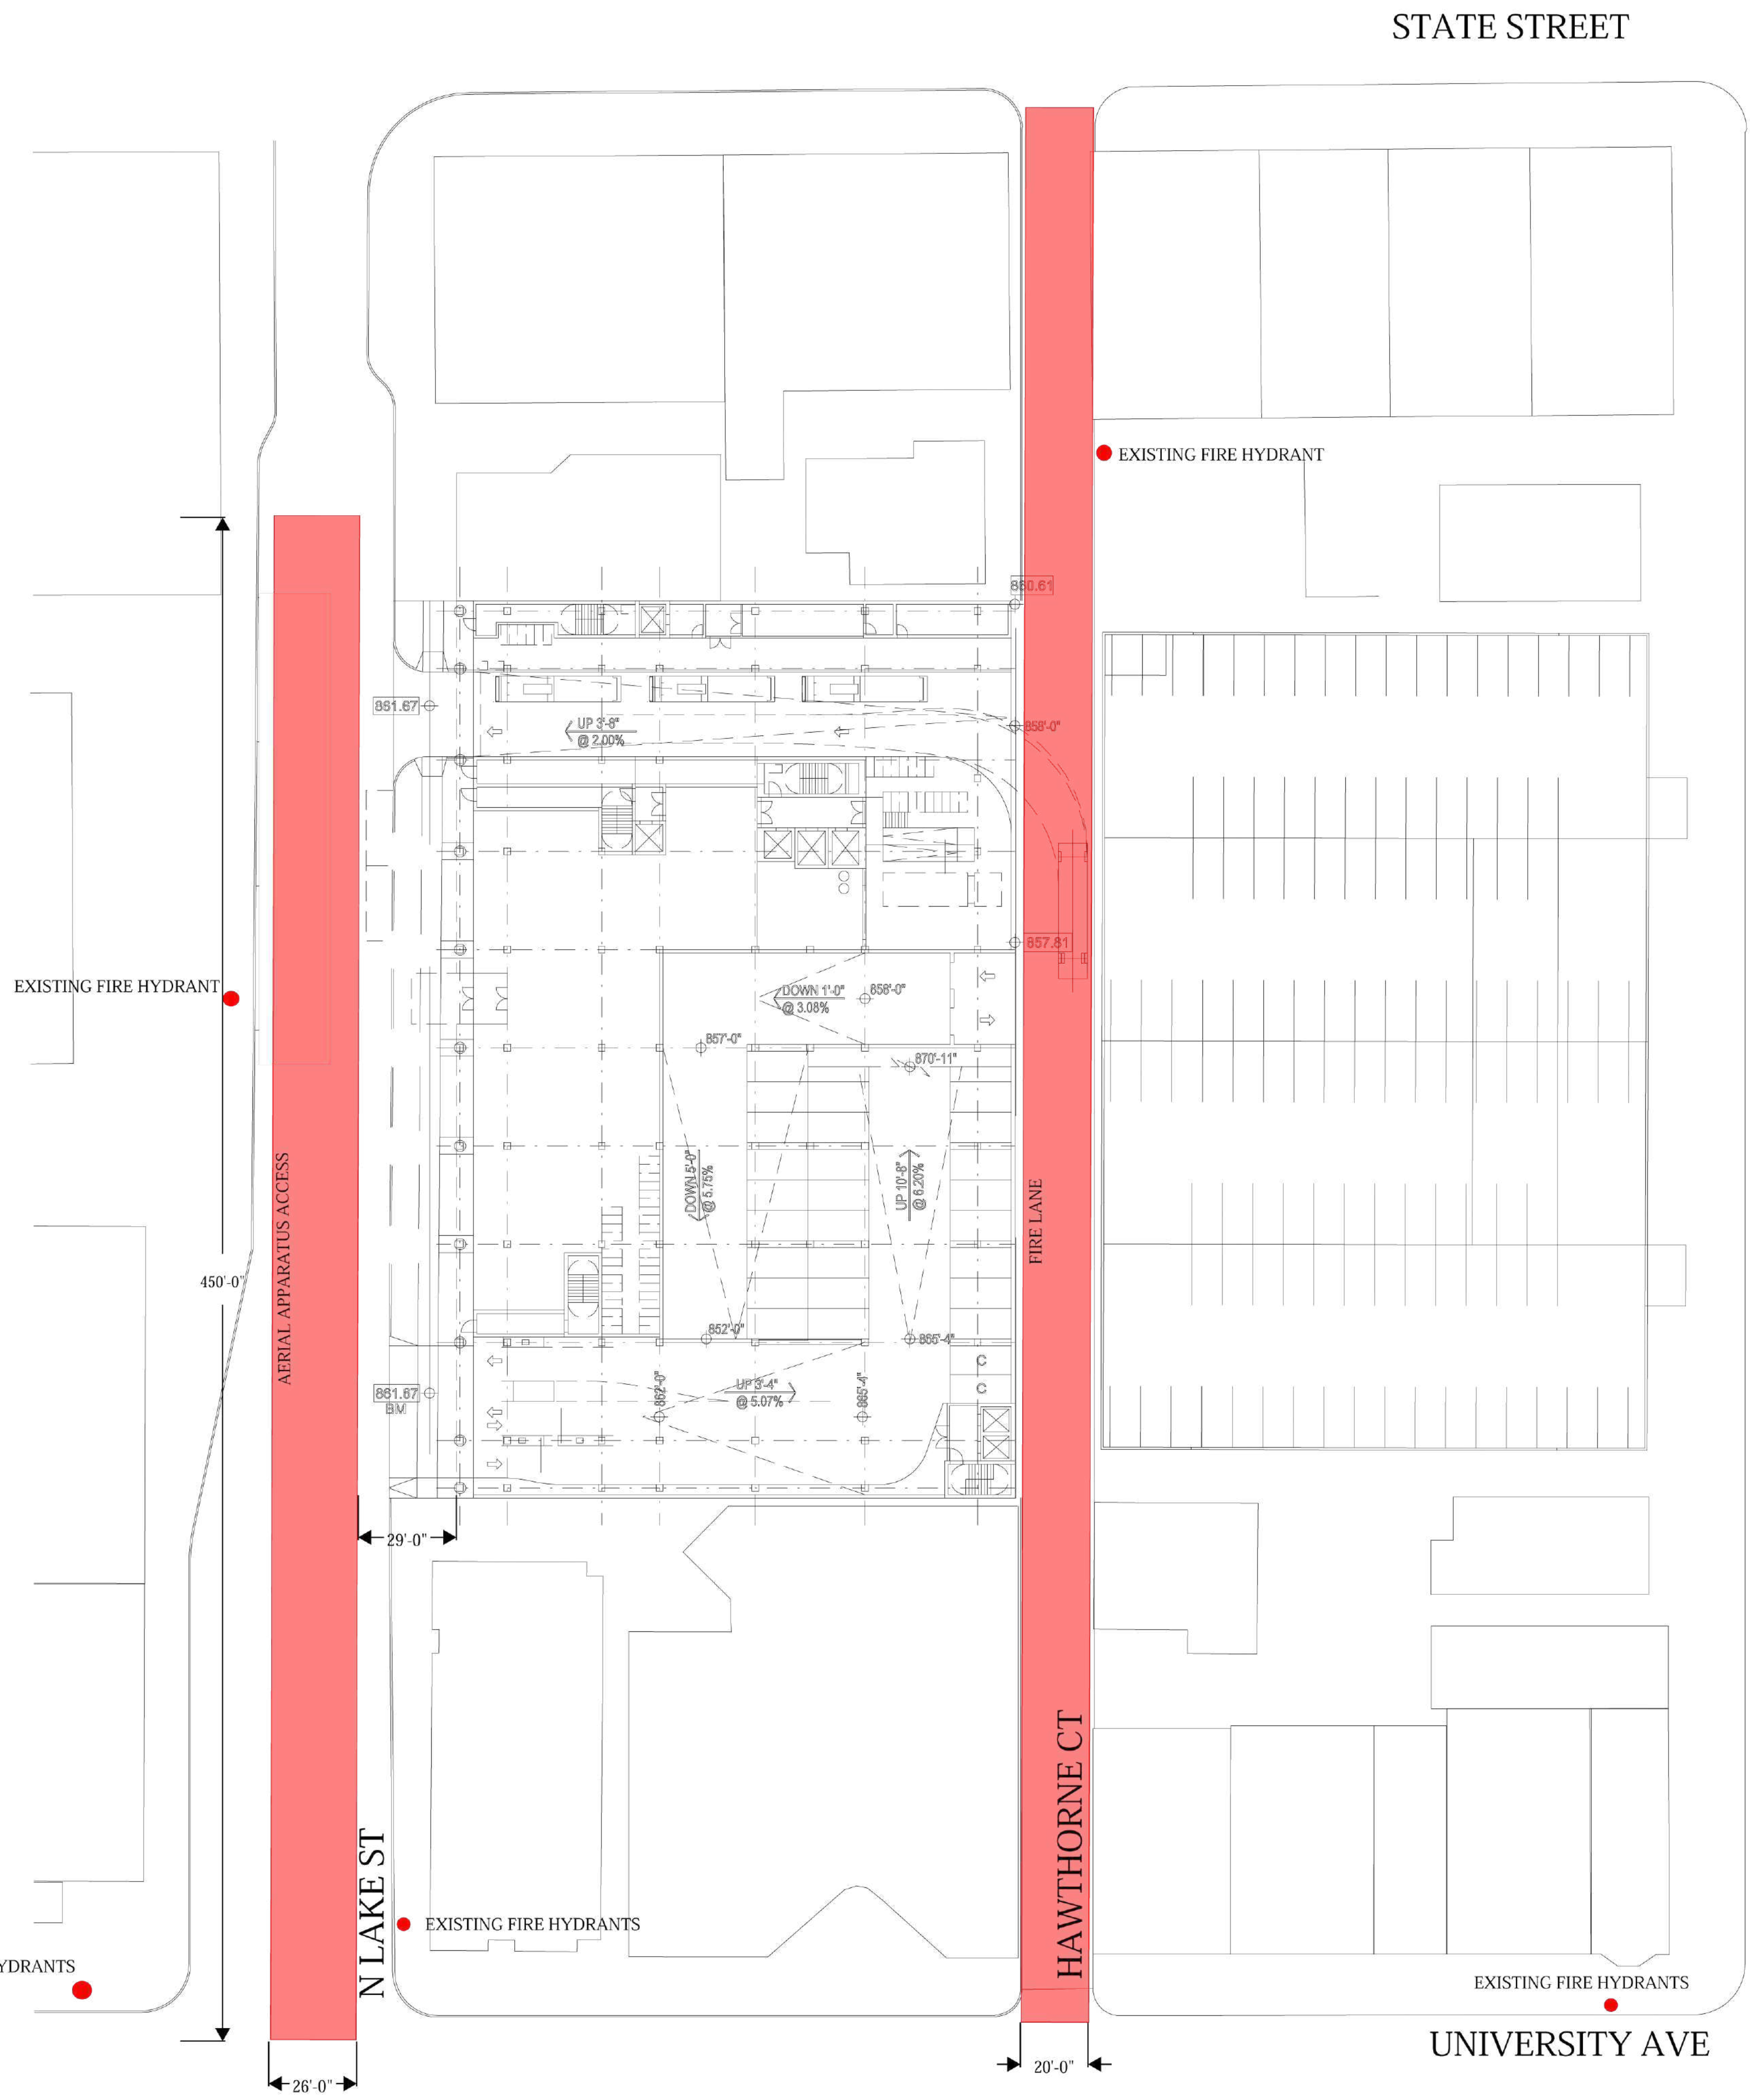 STATE STREET
EXISTING FIRE HYDRANT
860.61
861.67
UP 3'-8"
@ 2.00%
858'-0"
857.81
EXISTING FIRE HYDRANT
DOWN 1'-0"
@ 3.08%
858'-0"
857'-0"
870'-11"
AERIAL APPARATUS ACCESS
DOWN 5'-0"
@ 5.75%
UP 10'-8"
@ 6.20%
FIRE LANE
450'-0"
852'-0"
865'-4"
861.67
BM
862'-0"
UP 3'-4"
@ 5.07%
865'-4"
C
C
29'-0"
N LAKE ST
HAWTHORNE CT
EXISTING FIRE HYDRANTS
YDRANTS
EXISTING FIRE HYDRANTS
UNIVERSITY AVE
26'-0"
20'-0"